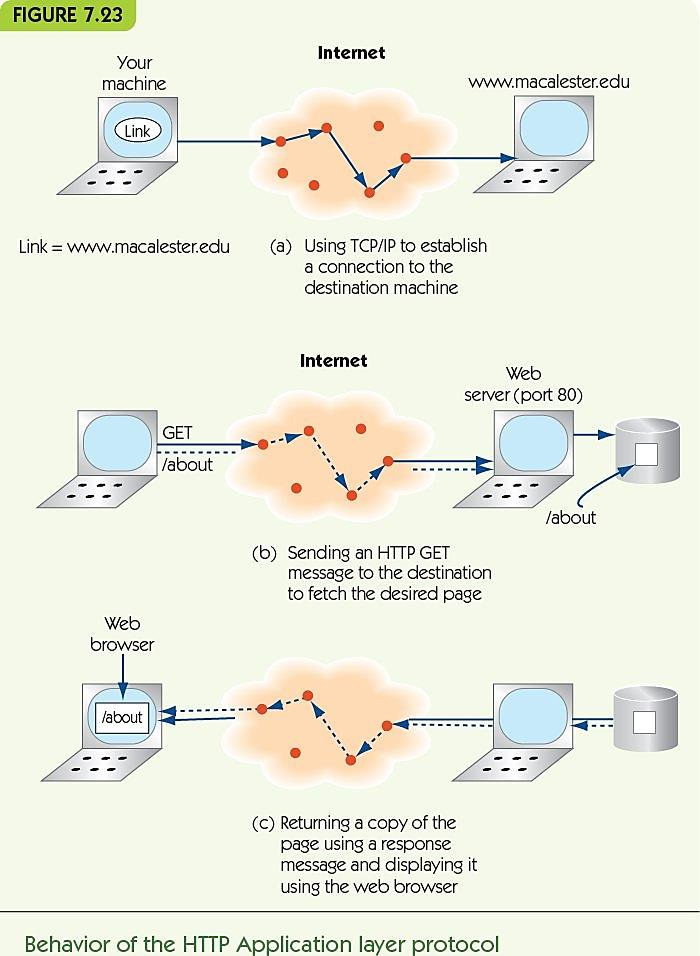 FIGURE 7.23
Internet
Your
machine
www.macalester.edu
Link
Link = www.macalester.edu
(a) Using TCP/IP to establish
a connection to the
destination machine
Internet
Web
server (port 80)
GET
/about
/about
(b) Sending an HTTP GET
message to the destination
to fetch the desired page
Web
browser
/about
(c) Returning a copy of the
page using a response
message and displaying it
using the web browser
Behavior of the HTTP Application layer protocol